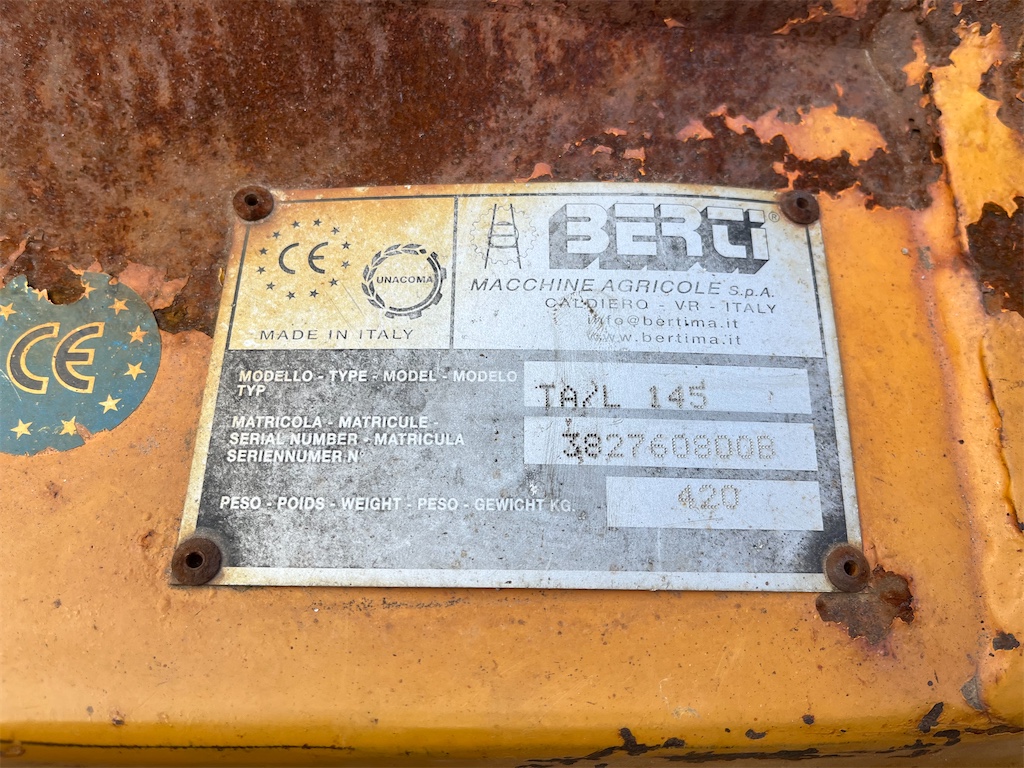 CE
CE
UNACOMA
MADE IN ITALY
BERTI®
MACCHINE AGRICOLE S.p.A.
CALDIERO - VR - ITALY
info@bertima.it
www.bertima.it
MODELLO - TYPE - MODEL - MODELO
TYP
TA/L 145
MATRICOLA - MATRICULE -
SERIAL NUMBER - MATRICULA
SERIENNUMER N°
382760800B
PESO - POIDS - WEIGHT - PESO - GEWICHT KG.
420